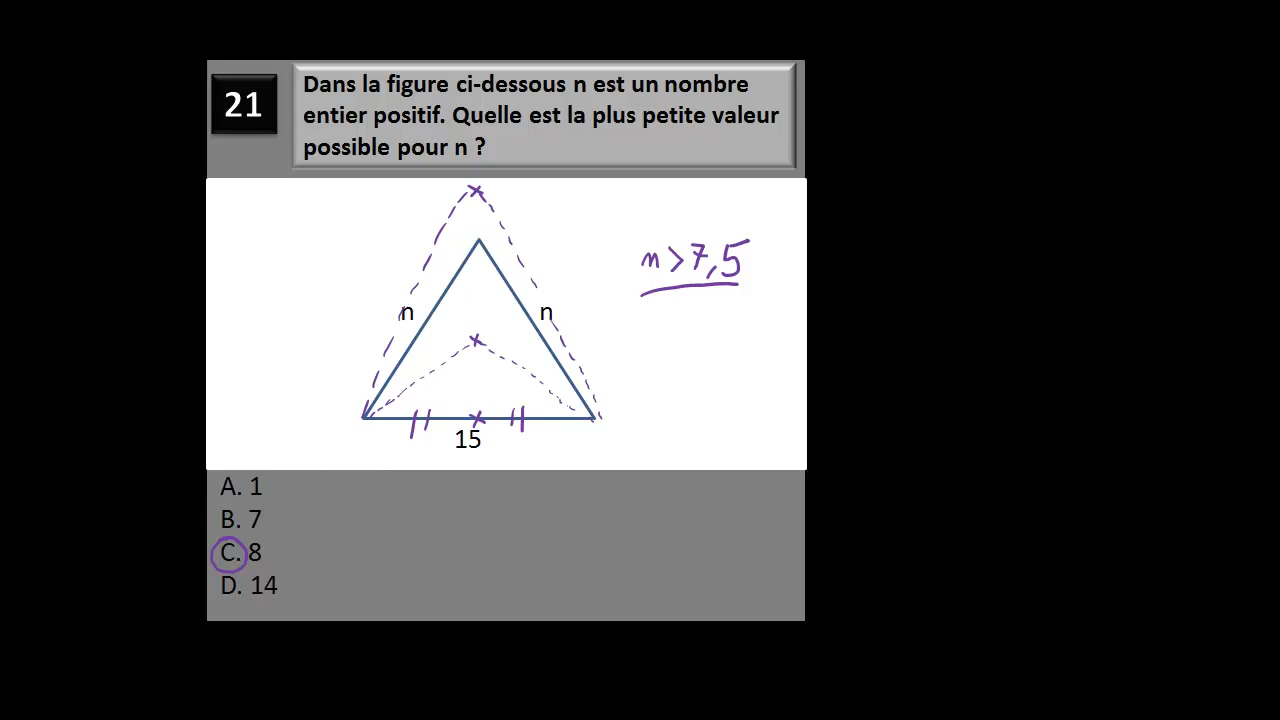 21
Dans la figure ci-dessous n est un nombre
entier positif. Quelle est la plus petite valeur
possible pour n ?
n > 7,5
n
n
15
A. 1
B. 7
C. 8
D. 14